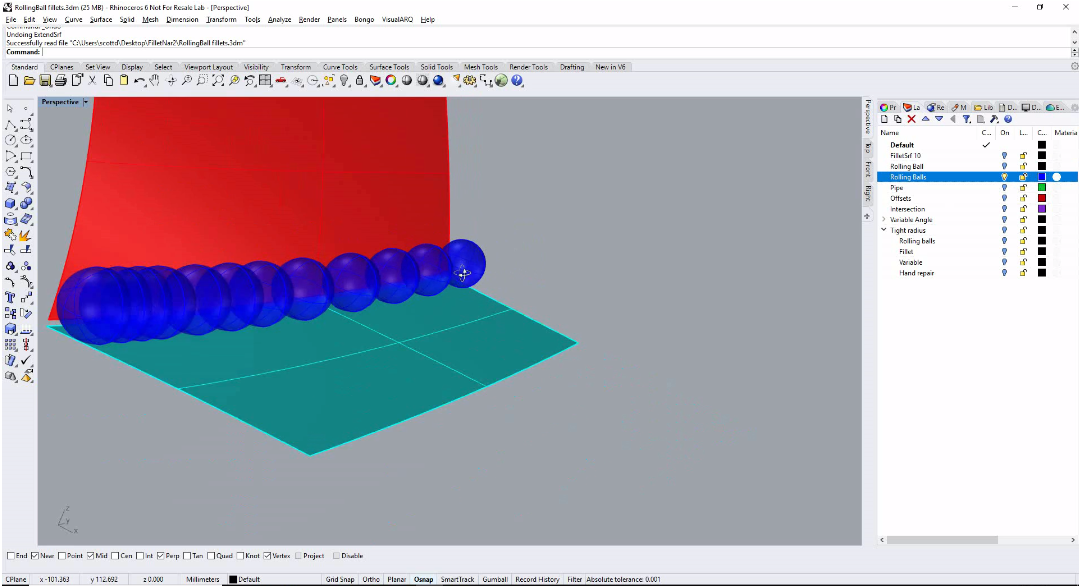 RollingBall fillets.3dm (25 MB) - Rhinoceros 6 Not For Resale Lab - [Perspective]
File Edit View Curve Surface Solid Mesh Dimension Transform Tools Analyze Render Panels Bongo VisualARQ Help
Undoing ExtendSrf
Successfully read file "C:\Users\scottd\Desktop\FilletNar2\RollingBall fillets.3dm"
Command:
Standard CPlanes Set View Display Select Viewport Layout Visibility Transform Curve Tools Surface Tools Solid Tools Mesh Tools Render Tools Drafting New in V6
Perspective
Perspective
Top
Front
Right
Pr La Re M Lib D... D... E...
Name C... On L... C... Material
Default
FilletSrf 10
Rolling Ball
Rolling Balls
Pipe
Offsets
Intersection
Variable Angle
Tight radius
Rolling balls
Fillet
Variable
Hand repair
z
y
x
End Near Point Mid Cen Int Perp Tan Quad Knot Vertex Project Disable
CPlane x -101.363 y 112.692 z 0.000 Millimeters Default Grid Snap Ortho Planar Osnap SmartTrack Gumball Record History Filter Absolute tolerance: 0.001